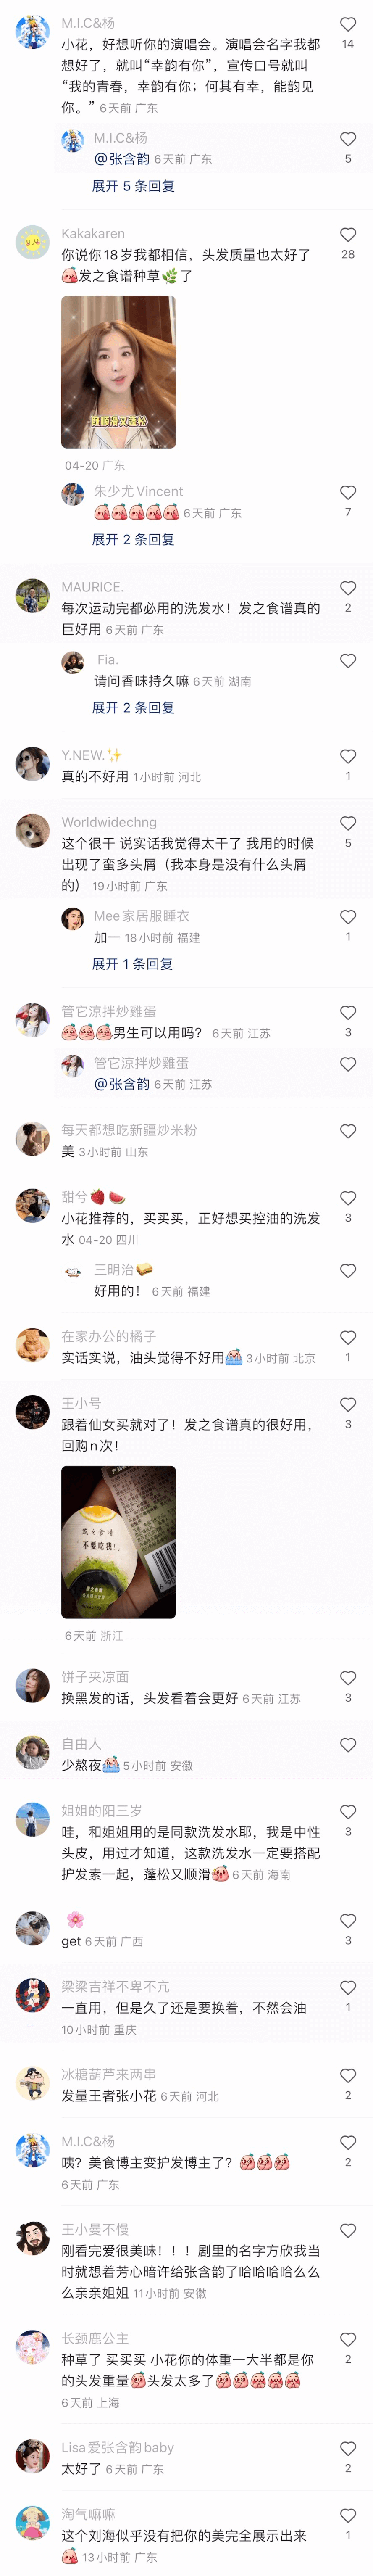 M.I.C&杨
小花，好想听你的演唱会。演唱会名字我都
想好了，就叫“幸韵有你”，宣传口号就叫
“我的青春，幸韵有你；何其有幸，能韵见
你。” 6天前 广东
14
M.I.C&杨
@张含韵 6天前 广东
5
展开 5 条回复
Kakakaren
你说你18岁我都相信，头发质量也太好了
发之食谱种草🌿了
28
既顺滑又蓬松
04-20 广东
朱少尤Vincent
6天前 广东
7
展开 2 条回复
MAURICE.
每次运动完都必用的洗发水！发之食谱真的
巨好用 6天前 广东
2
Fia.
请问香味持久嘛 6天前 湖南
展开 2 条回复
Y.NEW.✨
真的不好用 1小时前 河北
1
Worldwidechng
这个很干 说实话我觉得太干了 我用的时候
出现了蛮多头屑（我本身是没有什么头屑
的） 19小时前 广东
5
Mee家居服睡衣
加一 18小时前 福建
1
展开 1 条回复
管它涼拌炒雞蛋
男生可以用吗？ 6天前 江苏
3
管它涼拌炒雞蛋
@张含韵 6天前 江苏
每天都想吃新疆炒米粉
美 3小时前 山东
甜兮🍓🍉
小花推荐的，买买买，正好想买控油的洗发
水 04-20 四川
3
三明治🥪
好用的！ 6天前 福建
在家办公的橘子
实话实说，油头觉得不好用 3小时前 北京
1
王小号
跟着仙女买就对了！发之食谱真的很好用，
回购n次！
3
发之食谱
“不要吃我！”
6天前 浙江
饼子夹凉面
换黑发的话，头发看着会更好 6天前 江苏
3
自由人
少熬夜 5小时前 安徽
姐姐的阳三岁
哇，和姐姐用的是同款洗发水耶，我是中性
头皮，用过才知道，这款洗发水一定要搭配
护发素一起，蓬松又顺滑 6天前 海南
3
🌸
get 6天前 广西
3
梁梁吉祥不卑不亢
一直用，但是久了还是要换着，不然会油
10小时前 重庆
1
冰糖葫芦来两串
发量王者张小花 6天前 河北
2
M.I.C&杨
咦？美食博主变护发博主了？
6天前 广东
2
王小曼不慢
刚看完爱很美味！！！剧里的名字方欣我当
时就想着芳心暗许给张含韵了哈哈哈哈么么
么亲亲姐姐 11小时前 安徽
长颈鹿公主
种草了 买买买 小花你的体重一大半都是你
的头发重量头发太多了
6天前 上海
2
Lisa爱张含韵baby
太好了 6天前 广东
2
淘气嘛嘛
这个刘海似乎没有把你的美完全展示出来
13小时前 广东
1